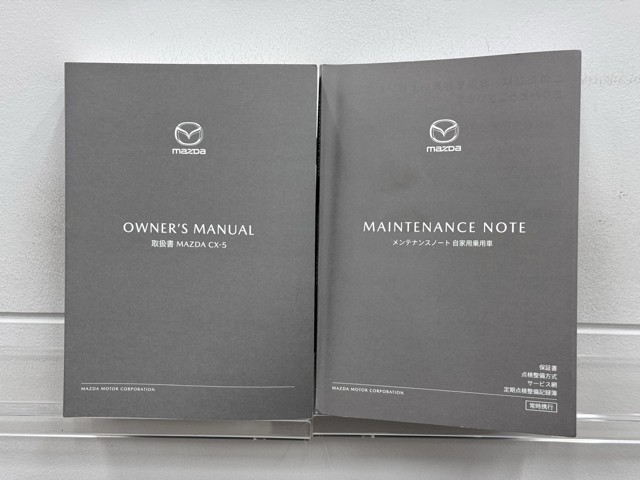 mazda
OWNER'S MANUAL
取扱書 MAZDA CX-5
MAZDA MOTOR CORPORATION
mazda
MAINTENANCE NOTE
メンテナンスノート 自家用乗用車
保証書
点検整備方式
サービス網
定期点検整備記録簿
常時携行
MAZDA MOTOR CORPORATION